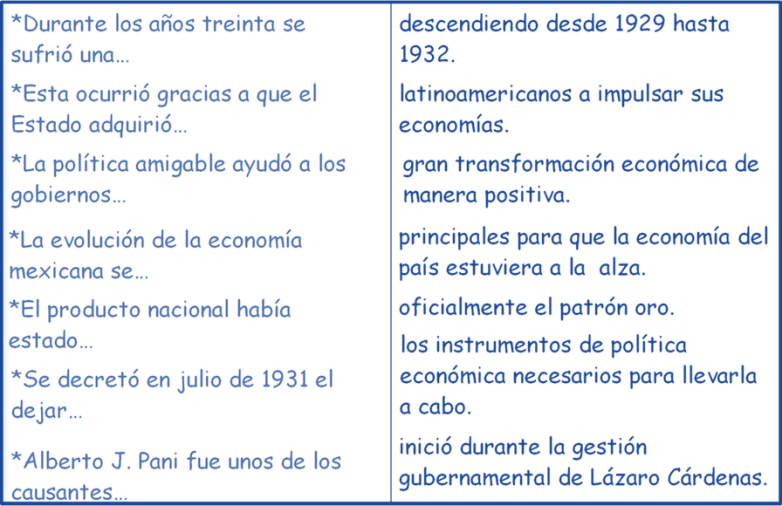 *Durante los años treinta se
sufrió una...
*Esta ocurrió gracias a que el
Estado adquirió...
*La política amigable ayudó a los
gobiernos...
*La evolución de la economía
mexicana se...
*El producto nacional había
estado...
*Se decretó en julio de 1931 el
dejar...
*Alberto J. Pani fue unos de los
causantes...
descendiendo desde 1929 hasta
1932.
latinoamericanos a impulsar sus
economías.
gran transformación económica de
manera positiva.
principales para que la economía del
país estuviera a la alza.
oficialmente el patrón oro.
los instrumentos de política
económica necesarios para llevarla
a cabo.
inició durante la gestión
gubernamental de Lázaro Cárdenas.